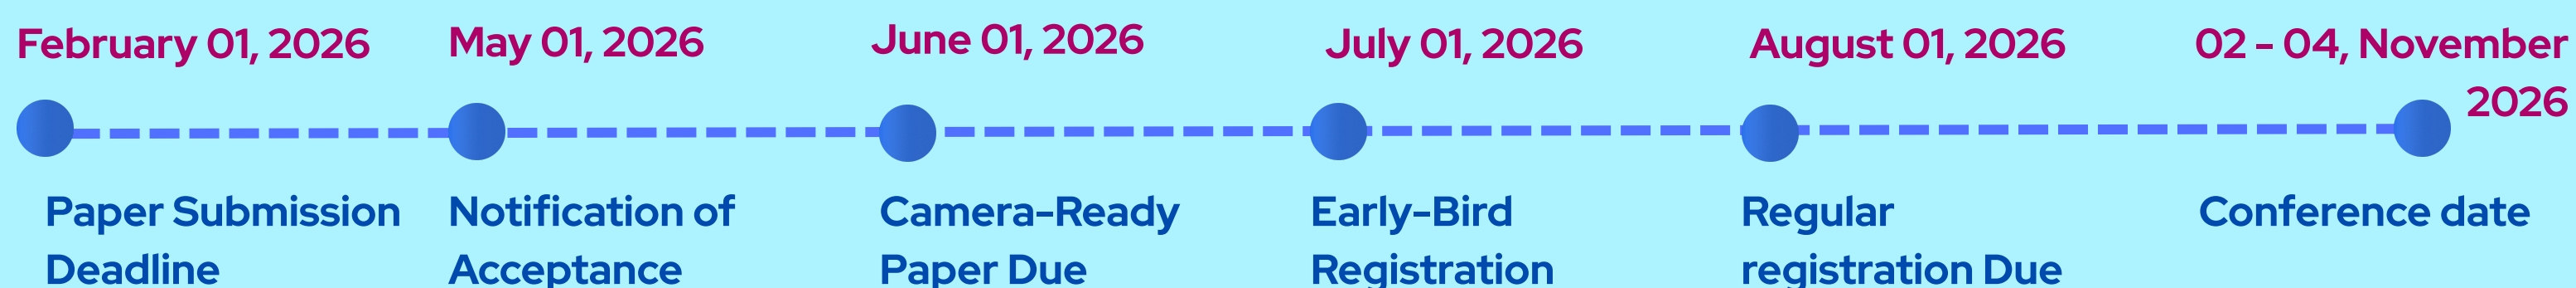 February 01, 2026
May 01, 2026
June 01, 2026
July 01, 2026
August 01, 2026
02 - 04, November
2026
Paper Submission
Deadline
Notification of
Acceptance
Camera-Ready
Paper Due
Early-Bird
Registration
Regular
registration Due
Conference date